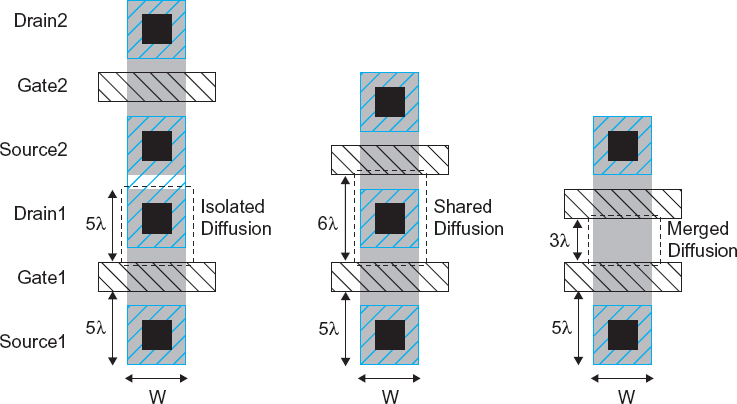 Drain2
Gate2
Source2
Drain1
Gate1
Source1
5λ
5λ
W
Isolated
Diffusion
6λ
5λ
W
Shared
Diffusion
3λ
5λ
W
Merged
Diffusion